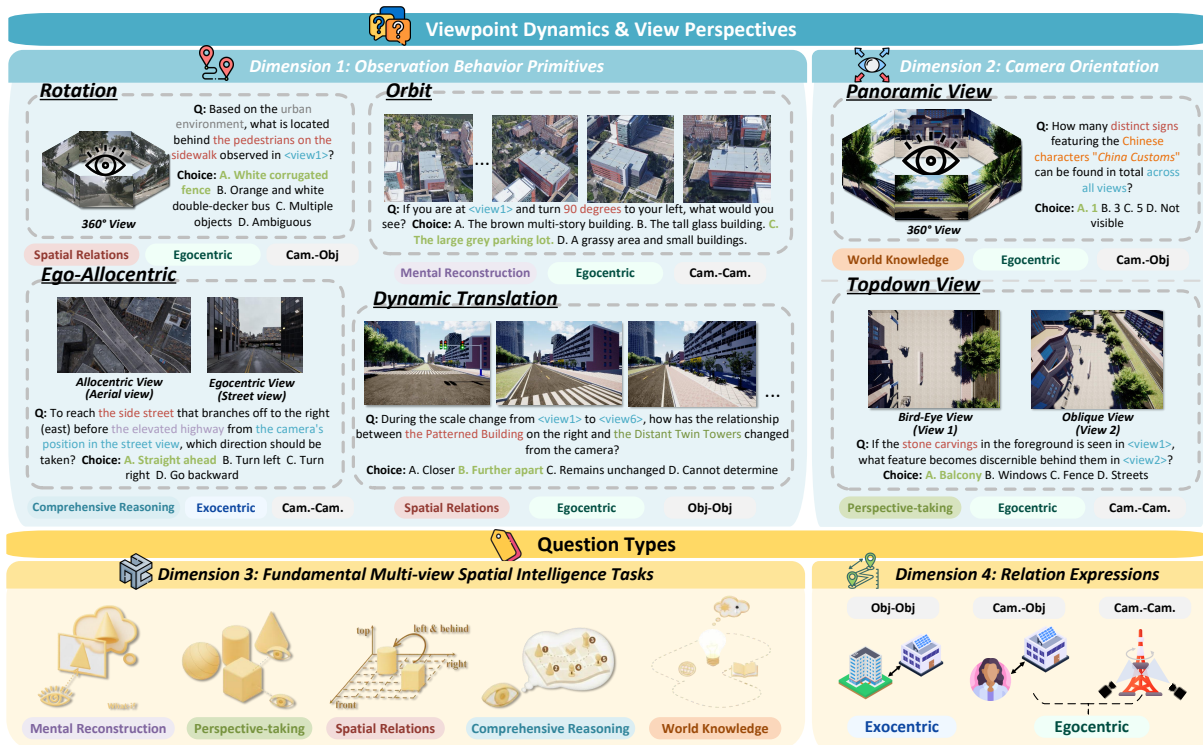 Viewpoint Dynamics & View Perspectives
Dimension 1: Observation Behavior Primitives
Rotation
Q: Based on the urban
environment, what is located
behind the pedestrians on the
sidewalk observed in <view1>?
Choice: A. White corrugated
fence B. Orange and white
double-decker bus C. Multiple
objects D. Ambiguous
360° View
Spatial Relations
Egocentric
Cam.-Obj
Orbit
...
Q: If you are at <view1> and turn 90 degrees to your left, what would you
see? Choice: A. The brown multi-story building. B. The tall glass building. C.
The large grey parking lot. D. A grassy area and small buildings.
Mental Reconstruction
Egocentric
Cam.-Cam.
Ego-Allocentric
Allocentric View
(Aerial view)
Egocentric View
(Street view)
Q: To reach the side street that branches off to the right
(east) before the elevated highway from the camera's
position in the street view, which direction should be
taken? Choice: A. Straight ahead B. Turn left C. Turn
right D. Go backward
Comprehensive Reasoning
Exocentric
Cam.-Cam.
Dynamic Translation
...
Q: During the scale change from <view1> to <view6>, how has the relationship
between the Patterned Building on the right and the Distant Twin Towers changed
from the camera?
Choice: A. Closer B. Further apart C. Remains unchanged D. Cannot determine
Spatial Relations
Egocentric
Obj-Obj
Dimension 2: Camera Orientation
Panoramic View
Q: How many distinct signs
featuring the Chinese
characters "China Customs"
can be found in total across
all views?
Choice: A. 1 B. 3 C. 5 D. Not
visible
360° View
World Knowledge
Egocentric
Cam.-Obj
Topdown View
Bird-Eye View
(View 1)
Oblique View
(View 2)
Q: If the stone carvings in the foreground is seen in <view1>,
what feature becomes discernible behind them in <view2>?
Choice: A. Balcony B. Windows C. Fence D. Streets
Perspective-taking
Egocentric
Cam.-Cam.
Question Types
Dimension 3: Fundamental Multi-view Spatial Intelligence Tasks
What-if
Mental Reconstruction
Perspective-taking
top
left & behind
right
front
Spatial Relations
Comprehensive Reasoning
World Knowledge
Dimension 4: Relation Expressions
Obj-Obj
Cam.-Obj
Cam.-Cam.
Exocentric
Egocentric